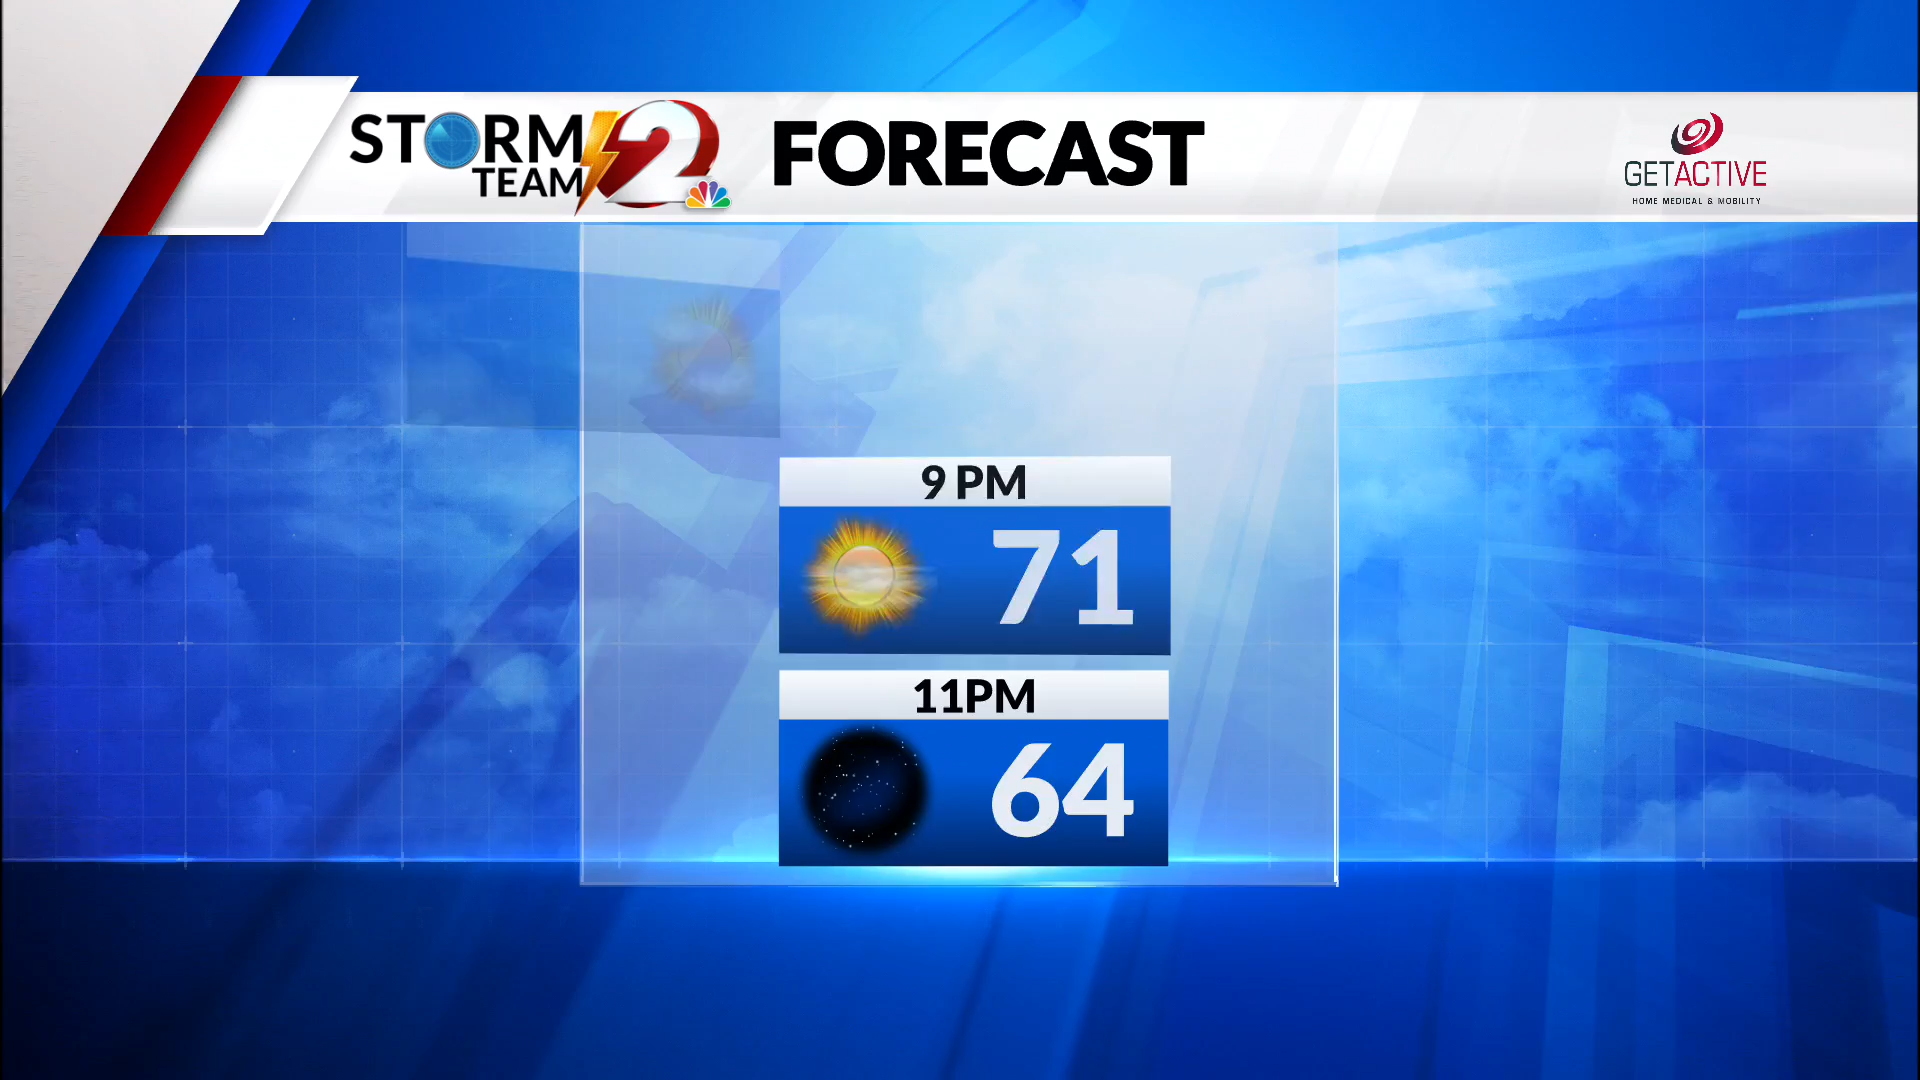 STORM
TEAM 2
FORECAST
GETACTIVE
HOME MEDICAL & MOBILITY
9 PM
71
11PM
64